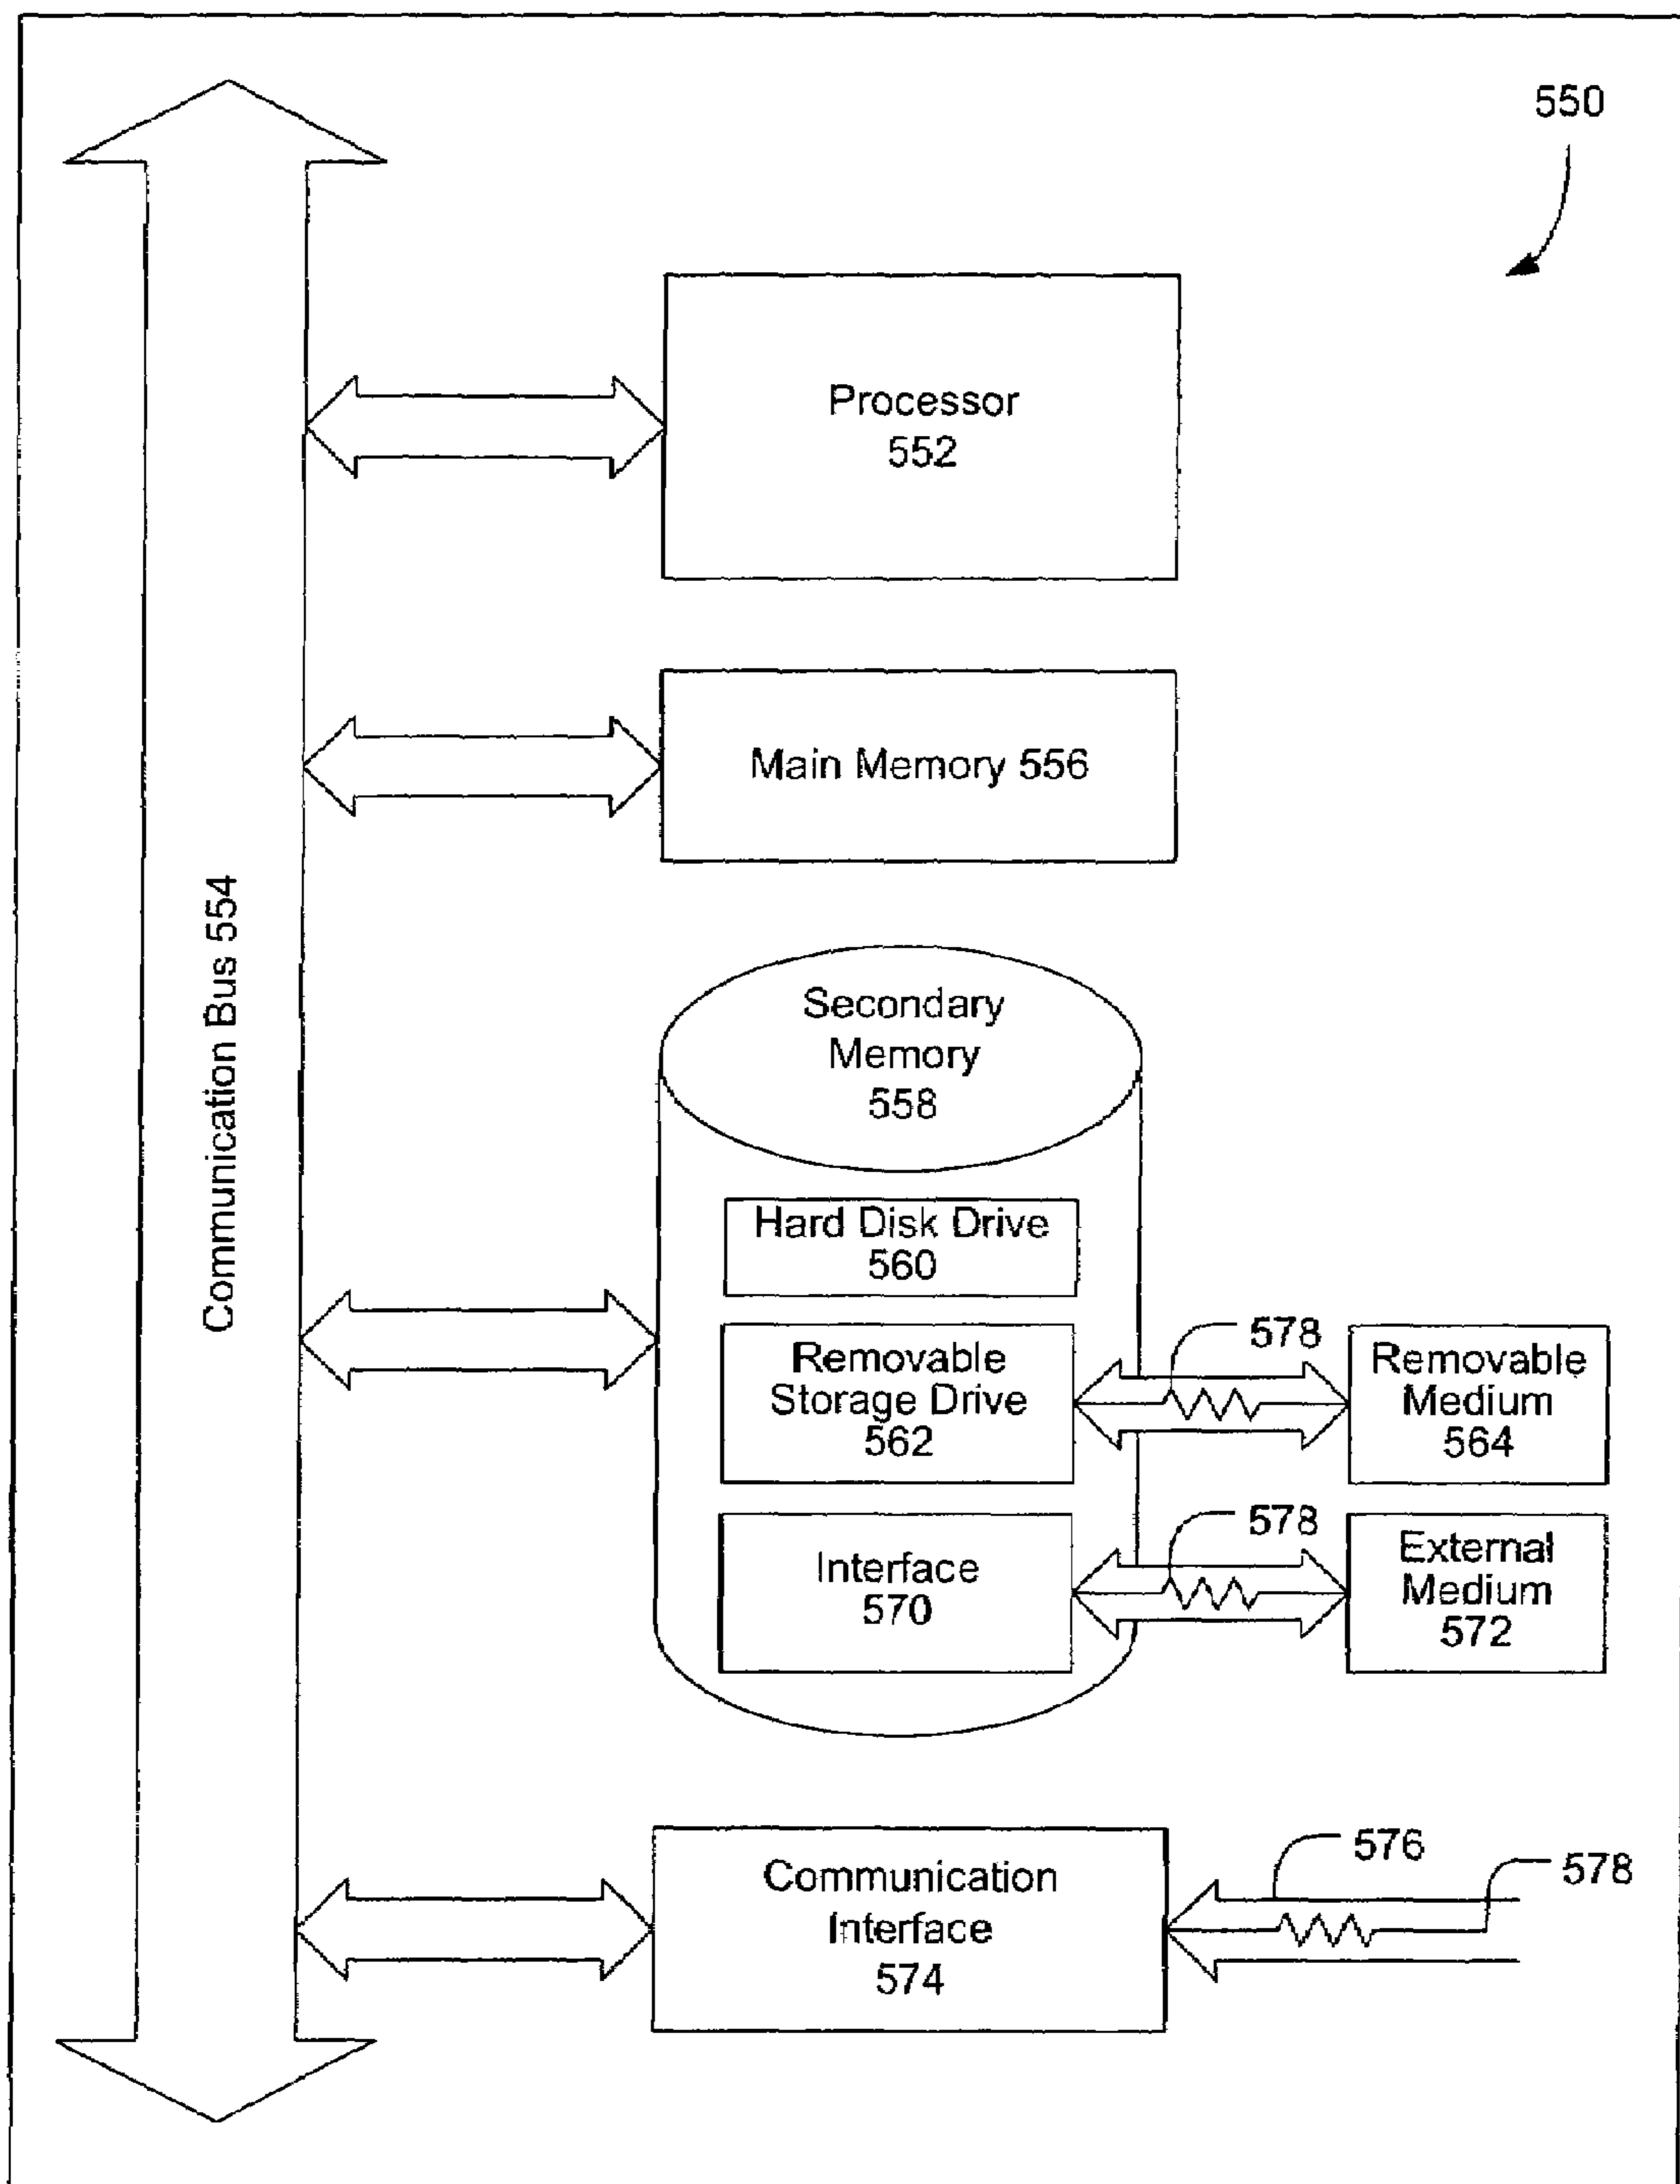 550
Processor
552
Main Memory 556
Communication Bus 554
Secondary
Memory
558
Hard Disk Drive
560
Removable
Storage Drive
562
578
Removable
Medium
564
Interface
570
578
External
Medium
572
Communication
Interface
574
576
578